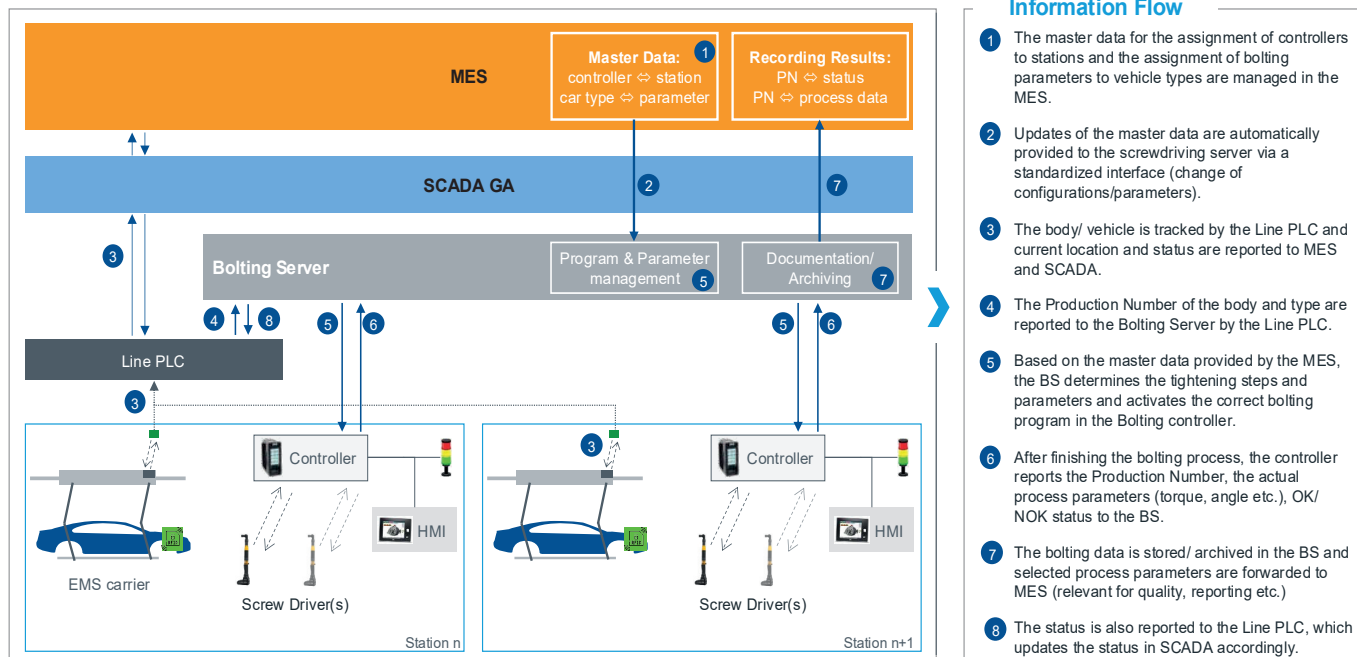 MES
Master Data:
controller ⇔ station
car type ⇔ parameter
1
Recording Results:
PN ⇔ status
PN ⇔ process data
SCADA GA
2
7
3
Bolting Server
Program & Parameter
management
5
Documentation/
Archiving
7
4
8
5
6
5
6
Line PLC
3
3
Controller
HMI
EMS carrier
Screw Driver(s)
Station n
Controller
HMI
Screw Driver(s)
Station n+1
Information Flow
1 The master data for the assignment of controllers
to stations and the assignment of bolting
parameters to vehicle types are managed in the
MES.
2 Updates of the master data are automatically
provided to the screwdriving server via a
standardized interface (change of
configurations/parameters).
3 The body/ vehicle is tracked by the Line PLC and
current location and status are reported to MES
and SCADA.
4 The Production Number of the body and type are
reported to the Bolting Server by the Line PLC.
5 Based on the master data provided by the MES,
the BS determines the tightening steps and
parameters and activates the correct bolting
program in the Bolting controller.
6 After finishing the bolting process, the controller
reports the Production Number, the actual
process parameters (torque, angle etc.), OK/
NOK status to the BS.
7 The bolting data is stored/ archived in the BS and
selected process parameters are forwarded to
MES (relevant for quality, reporting etc.)
8 The status is also reported to the Line PLC, which
updates the status in SCADA accordingly.